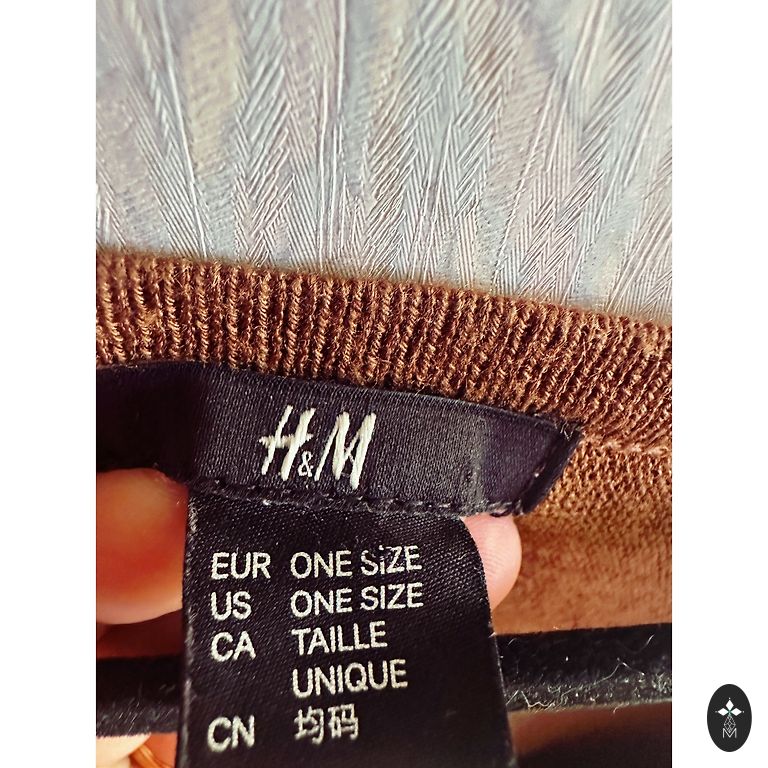 H&M
EUR ONE SIZE
US ONE SIZE
CA TAILLE
UNIQUE
CN 均码
M